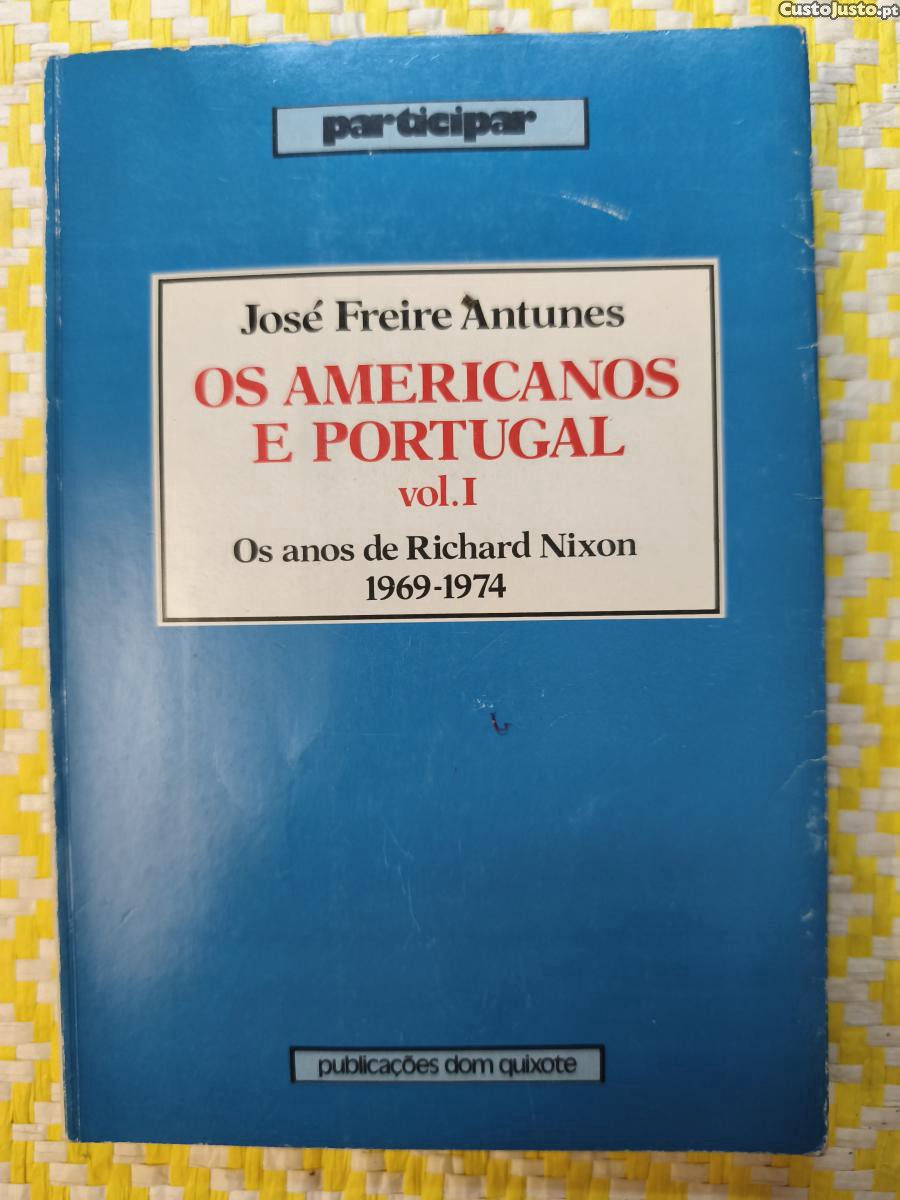 CustoJusto.pt
participar
José Freire Antunes
OS AMERICANOS
E PORTUGAL
vol.I
Os anos de Richard Nixon
1969-1974
publicações dom quixote